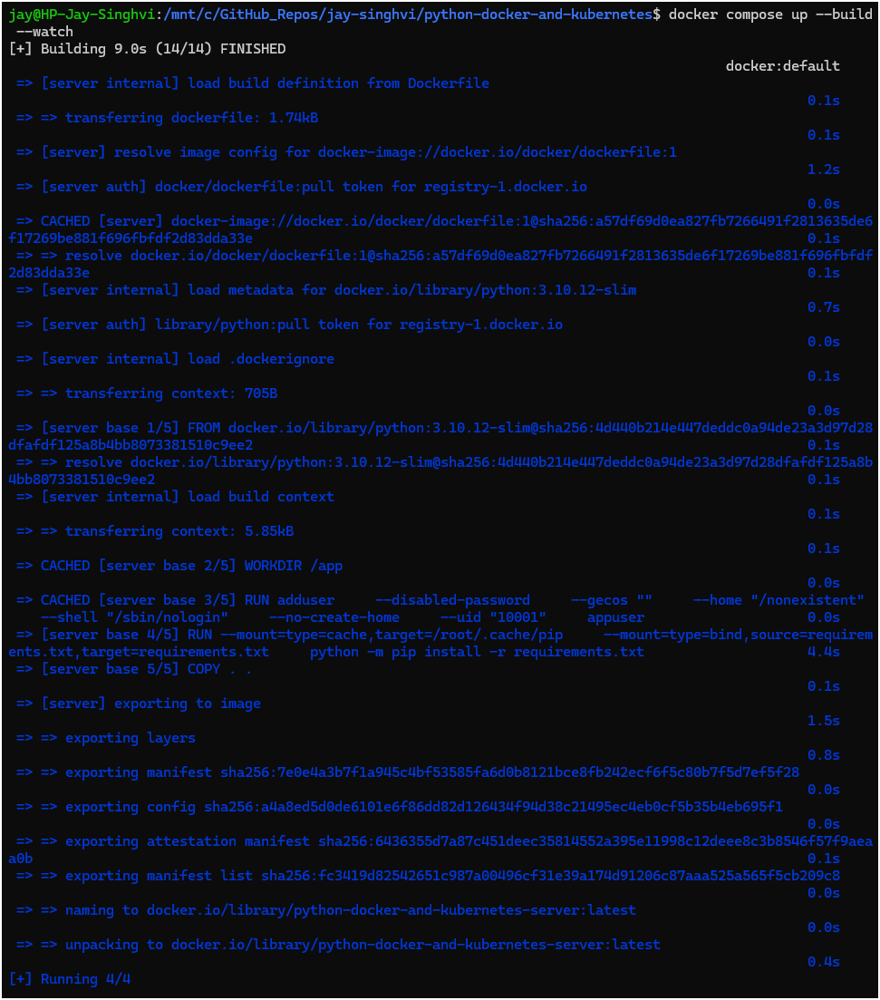 jay@HP-Jay-Singhvi:/mnt/c/GitHub_Repos/jay-singhvi/python-docker-and-kubernetes$ docker compose up --build
--watch
[+] Building 9.0s (14/14) FINISHED
docker:default
=> [server internal] load build definition from Dockerfile
0.1s
=> => transferring dockerfile: 1.74kB
0.1s
=> [server] resolve image config for docker-image://docker.io/docker/dockerfile:1
1.2s
=> [server auth] docker/dockerfile:pull token for registry-1.docker.io
0.0s
=> CACHED [server] docker-image://docker.io/docker/dockerfile:1@sha256:a57df69d0ea827fb7266491f2813635de6
f17269be881f696fbfdf2d83dda33e 0.1s
=> => resolve docker.io/docker/dockerfile:1@sha256:a57df69d0ea827fb7266491f2813635de6f17269be881f696fbfdf
2d83dda33e 0.1s
=> [server internal] load metadata for docker.io/library/python:3.10.12-slim
0.7s
=> [server auth] library/python:pull token for registry-1.docker.io
0.0s
=> [server internal] load .dockerignore
0.1s
=> => transferring context: 705B
0.0s
=> [server base 1/5] FROM docker.io/library/python:3.10.12-slim@sha256:4d440b214e447deddc0a94de23a3d97d28
dfafdf125a8b4bb8073381510c9ee2 0.1s
=> => resolve docker.io/library/python:3.10.12-slim@sha256:4d440b214e447deddc0a94de23a3d97d28dfafdf125a8b
4bb8073381510c9ee2 0.1s
=> [server internal] load build context
0.1s
=> => transferring context: 5.85kB
0.1s
=> CACHED [server base 2/5] WORKDIR /app
0.0s
=> CACHED [server base 3/5] RUN adduser     --disabled-password     --gecos ""     --home "/nonexistent"
--shell "/sbin/nologin"     --no-create-home     --uid "10001"     appuser 0.0s
=> [server base 4/5] RUN --mount=type=cache,target=/root/.cache/pip     --mount=type=bind,source=requirem
ents.txt,target=requirements.txt     python -m pip install -r requirements.txt 4.4s
=> [server base 5/5] COPY . .
0.1s
=> [server] exporting to image
1.5s
=> => exporting layers
0.8s
=> => exporting manifest sha256:7e0e4a3b7f1a945c4bf53585fa6d0b8121bce8fb242ecf6f5c80b7f5d7ef5f28
0.0s
=> => exporting config sha256:a4a8ed5d0de6101e6f86dd82d126434f94d38c21495ec4eb0cf5b35b4eb695f1
0.0s
=> => exporting attestation manifest sha256:6436355d7a87c451deec35814552a395e11998c12deee8c3b8546f57f9aea
a0b 0.1s
=> => exporting manifest list sha256:fc3419d82542651c987a00496cf31e39a174d91206c87aaa525a565f5cb209c8
0.0s
=> => naming to docker.io/library/python-docker-and-kubernetes-server:latest
0.0s
=> => unpacking to docker.io/library/python-docker-and-kubernetes-server:latest
0.4s
[+] Running 4/4